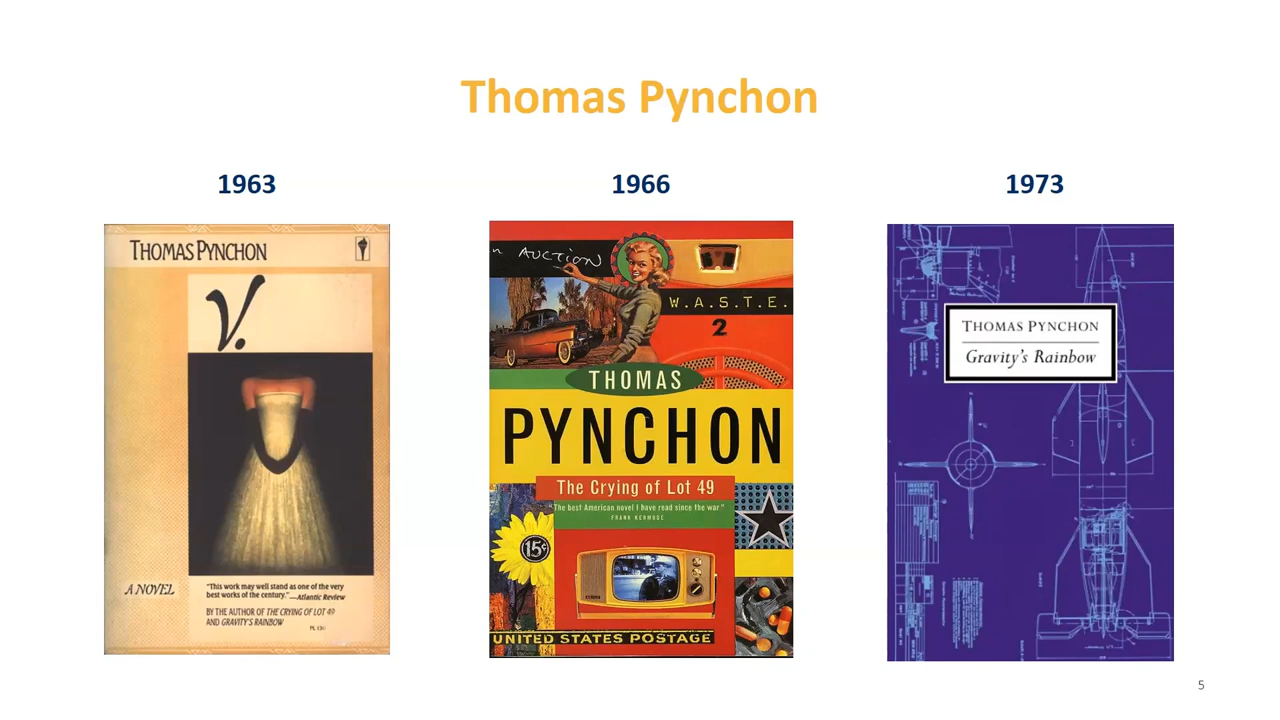 Thomas Pynchon
1963
1966
1973
THOMAS PYNCHON
V.
A NOVEL
"This work may well stand as one of the very
best works of the century."—Atlantic Review
BY THE AUTHOR OF THE CRYING OF LOT 49
AND GRAVITY'S RAINBOW
n AUCTION
W.A.S.T.E.
2
THOMAS
PYNCHON
The Crying of Lot 49
"The best American novel I have read since the war"
FRANK KERMODE
15¢
UNITED STATES POSTAGE
THOMAS PYNCHON
Gravity's Rainbow
5